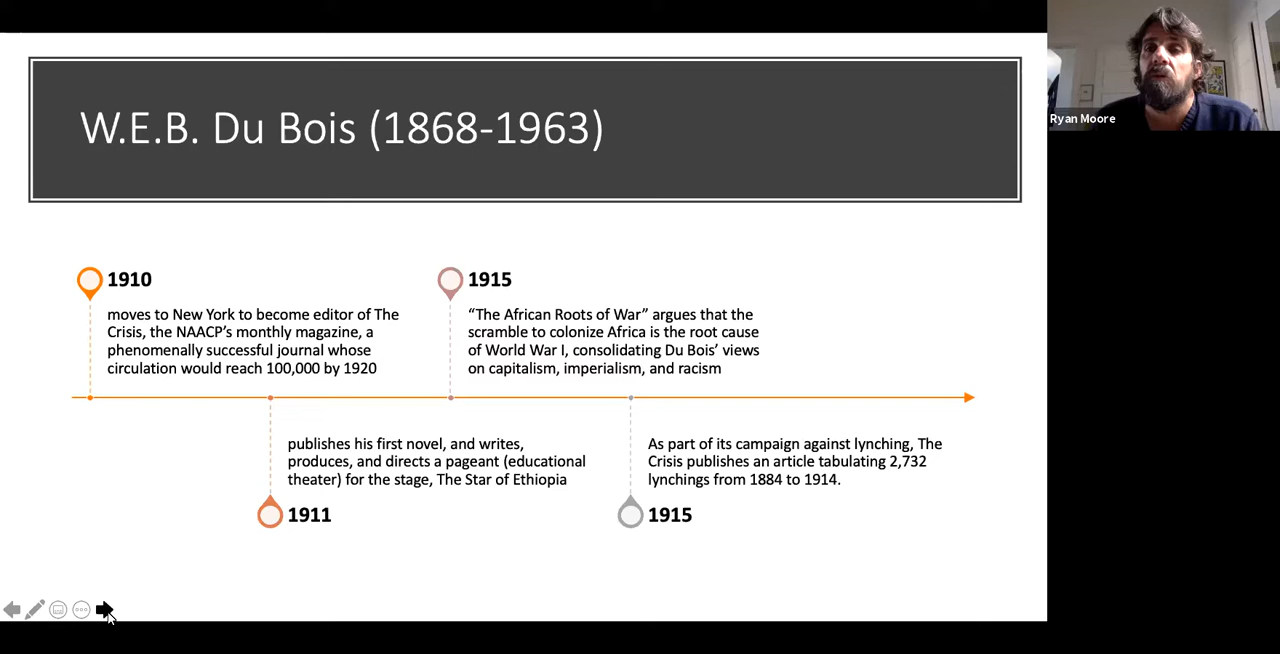 W.E.B. Du Bois (1868-1963)
Ryan Moore
1910
moves to New York to become editor of The
Crisis, the NAACP's monthly magazine, a
phenomenally successful journal whose
circulation would reach 100,000 by 1920
1915
“The African Roots of War” argues that the
scramble to colonize Africa is the root cause
of World War I, consolidating Du Bois’ views
on capitalism, imperialism, and racism
publishes his first novel, and writes,
produces, and directs a pageant (educational
theater) for the stage, The Star of Ethiopia
1911
As part of its campaign against lynching, The
Crisis publishes an article tabulating 2,732
lynchings from 1884 to 1914.
1915